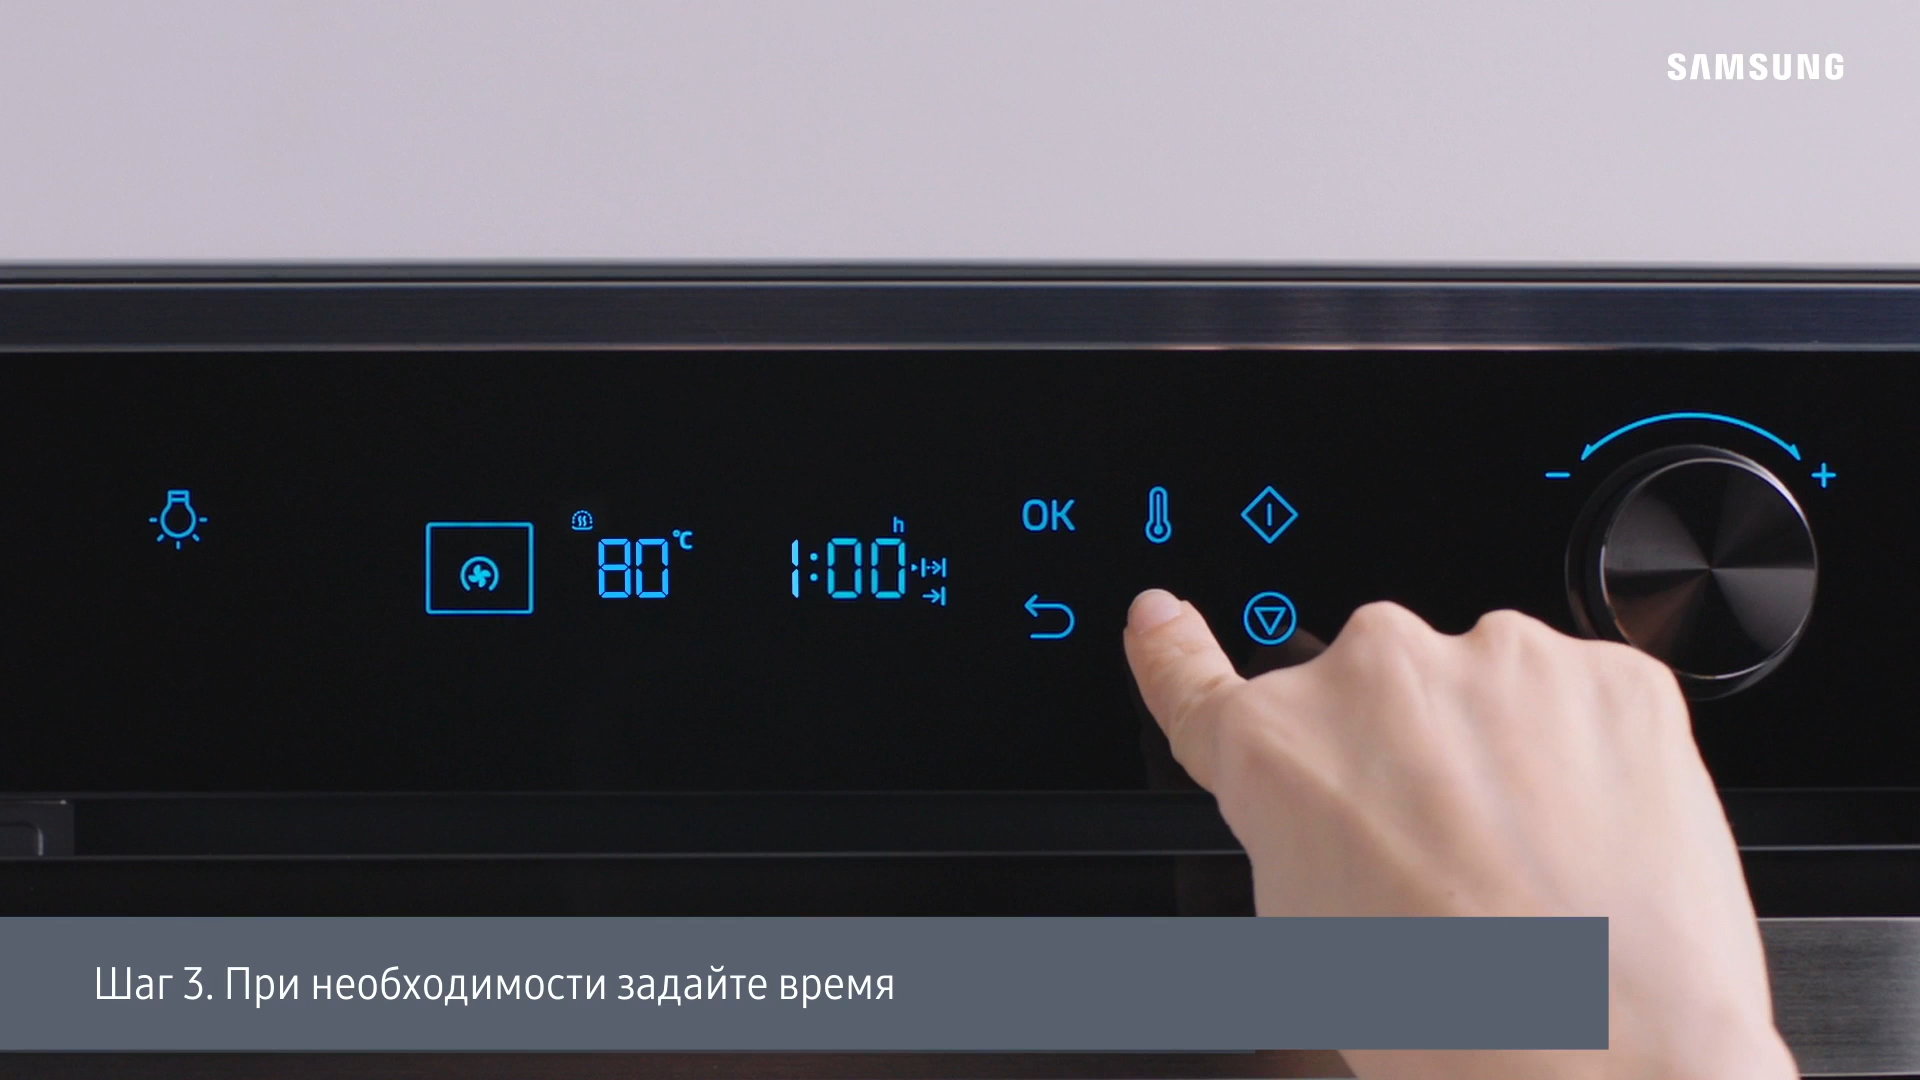 SAMSUNG
h
80 °C
1:00
OK
− +
Шаг 3. При необходимости задайте время